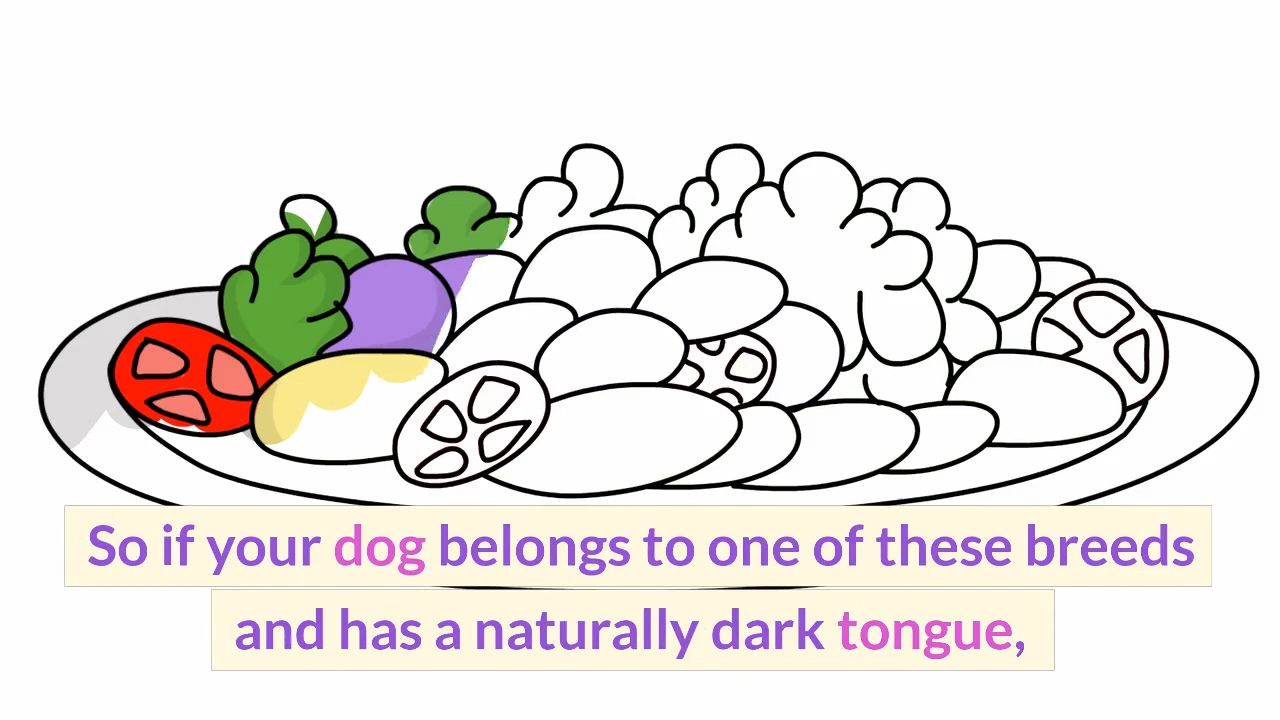 So if your dog belongs to one of these breeds
and has a naturally dark tongue,